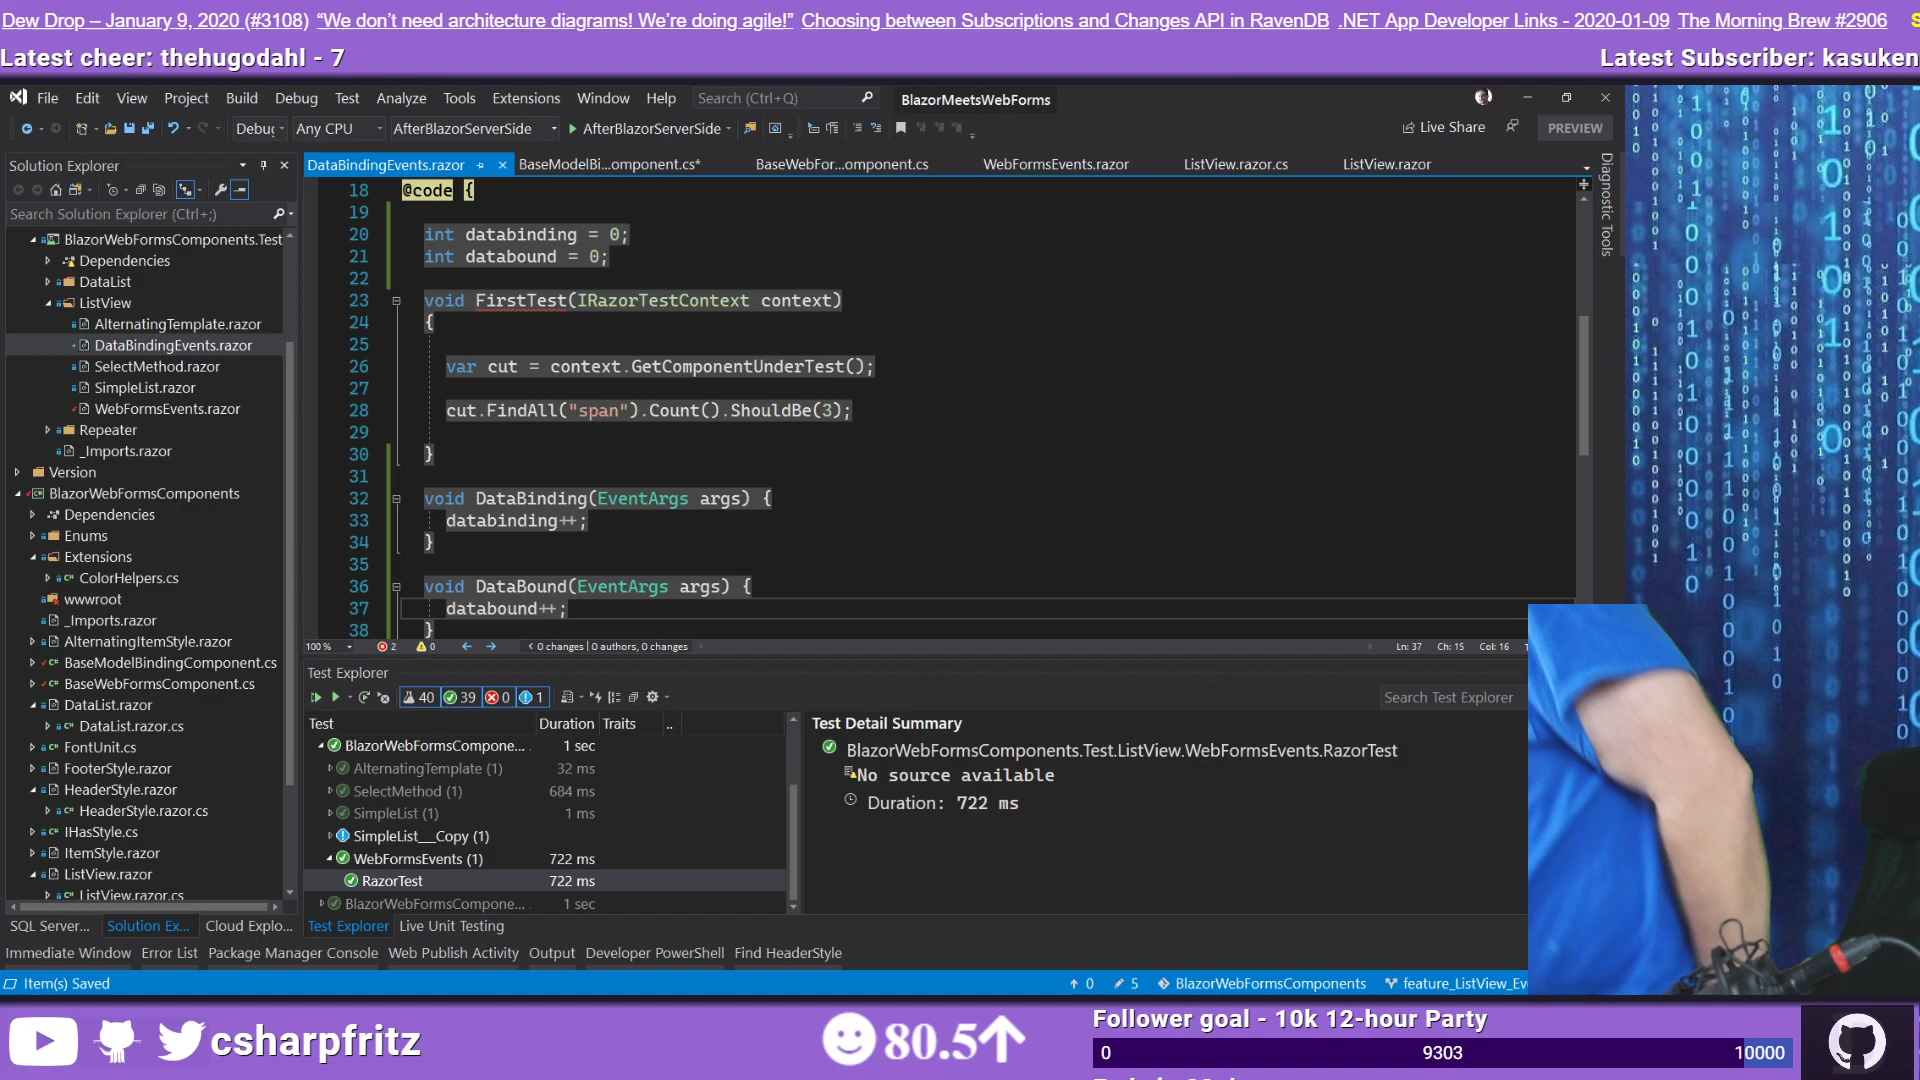 Dew Drop – January 9, 2020 (#3108) “We don’t need architecture diagrams! We’re doing agile!” Choosing between Subscriptions and Changes API in RavenDB .NET App Developer Links - 2020-01-09 The Morning Brew #2906
Latest cheer: thehugodahl - 7
Latest Subscriber: kasuken
File Edit View Project Build Debug Test Analyze Tools Extensions Window Help Search (Ctrl+Q) BlazorMeetsWebForms
Debug Any CPU AfterBlazorServerSide AfterBlazorServerSide Live Share PREVIEW
Solution Explorer
Search Solution Explorer (Ctrl+;)
BlazorWebFormsComponents.Test
Dependencies
DataList
ListView
AlternatingTemplate.razor
DataBindingEvents.razor
SelectMethod.razor
SimpleList.razor
WebFormsEvents.razor
Repeater
_Imports.razor
Version
BlazorWebFormsComponents
Dependencies
Enums
Extensions
ColorHelpers.cs
wwwroot
_Imports.razor
AlternatingItemStyle.razor
BaseModelBindingComponent.cs
BaseWebFormsComponent.cs
DataList.razor
DataList.razor.cs
FontUnit.cs
FooterStyle.razor
HeaderStyle.razor
HeaderStyle.razor.cs
IHasStyle.cs
ItemStyle.razor
ListView.razor
ListView.razor.cs
SQL Server... Solution Ex... Cloud Explo...
DataBindingEvents.razor BaseModelBi...omponent.cs* BaseWebFor...omponent.cs WebFormsEvents.razor ListView.razor.cs ListView.razor
Diagnostic Tools
18 @code {
19
20 int databinding = 0;
21 int databound = 0;
22
23 void FirstTest(IRazorTestContext context)
24 {
25
26 var cut = context.GetComponentUnderTest();
27
28 cut.FindAll("span").Count().ShouldBe(3);
29
30 }
31
32 void DataBinding(EventArgs args) {
33 databinding++;
34 }
35
36 void DataBound(EventArgs args) {
37 databound++;
38 }
100% 2 0 < 0 changes | 0 authors, 0 changes Ln: 37 Ch: 15 Col: 16
Test Explorer
40 39 0 1 Search Test Explorer
Test Duration Traits ..
BlazorWebFormsCompone... 1 sec
AlternatingTemplate (1) 32 ms
SelectMethod (1) 684 ms
SimpleList (1) 1 ms
SimpleList__Copy (1)
WebFormsEvents (1) 722 ms
RazorTest 722 ms
BlazorWebFormsCompone... 1 sec
Test Detail Summary
BlazorWebFormsComponents.Test.ListView.WebFormsEvents.RazorTest
No source available
Duration: 722 ms
Test Explorer Live Unit Testing
Immediate Window Error List Package Manager Console Web Publish Activity Output Developer PowerShell Find HeaderStyle
Item(s) Saved 0 5 BlazorWebFormsComponents feature_ListView_Ev
csharpfritz
80.5
Follower goal - 10k 12-hour Party
0 9303 10000